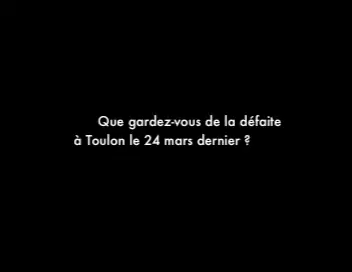 Que gardez-vous de la défaite
à Toulon le 24 mars dernier ?